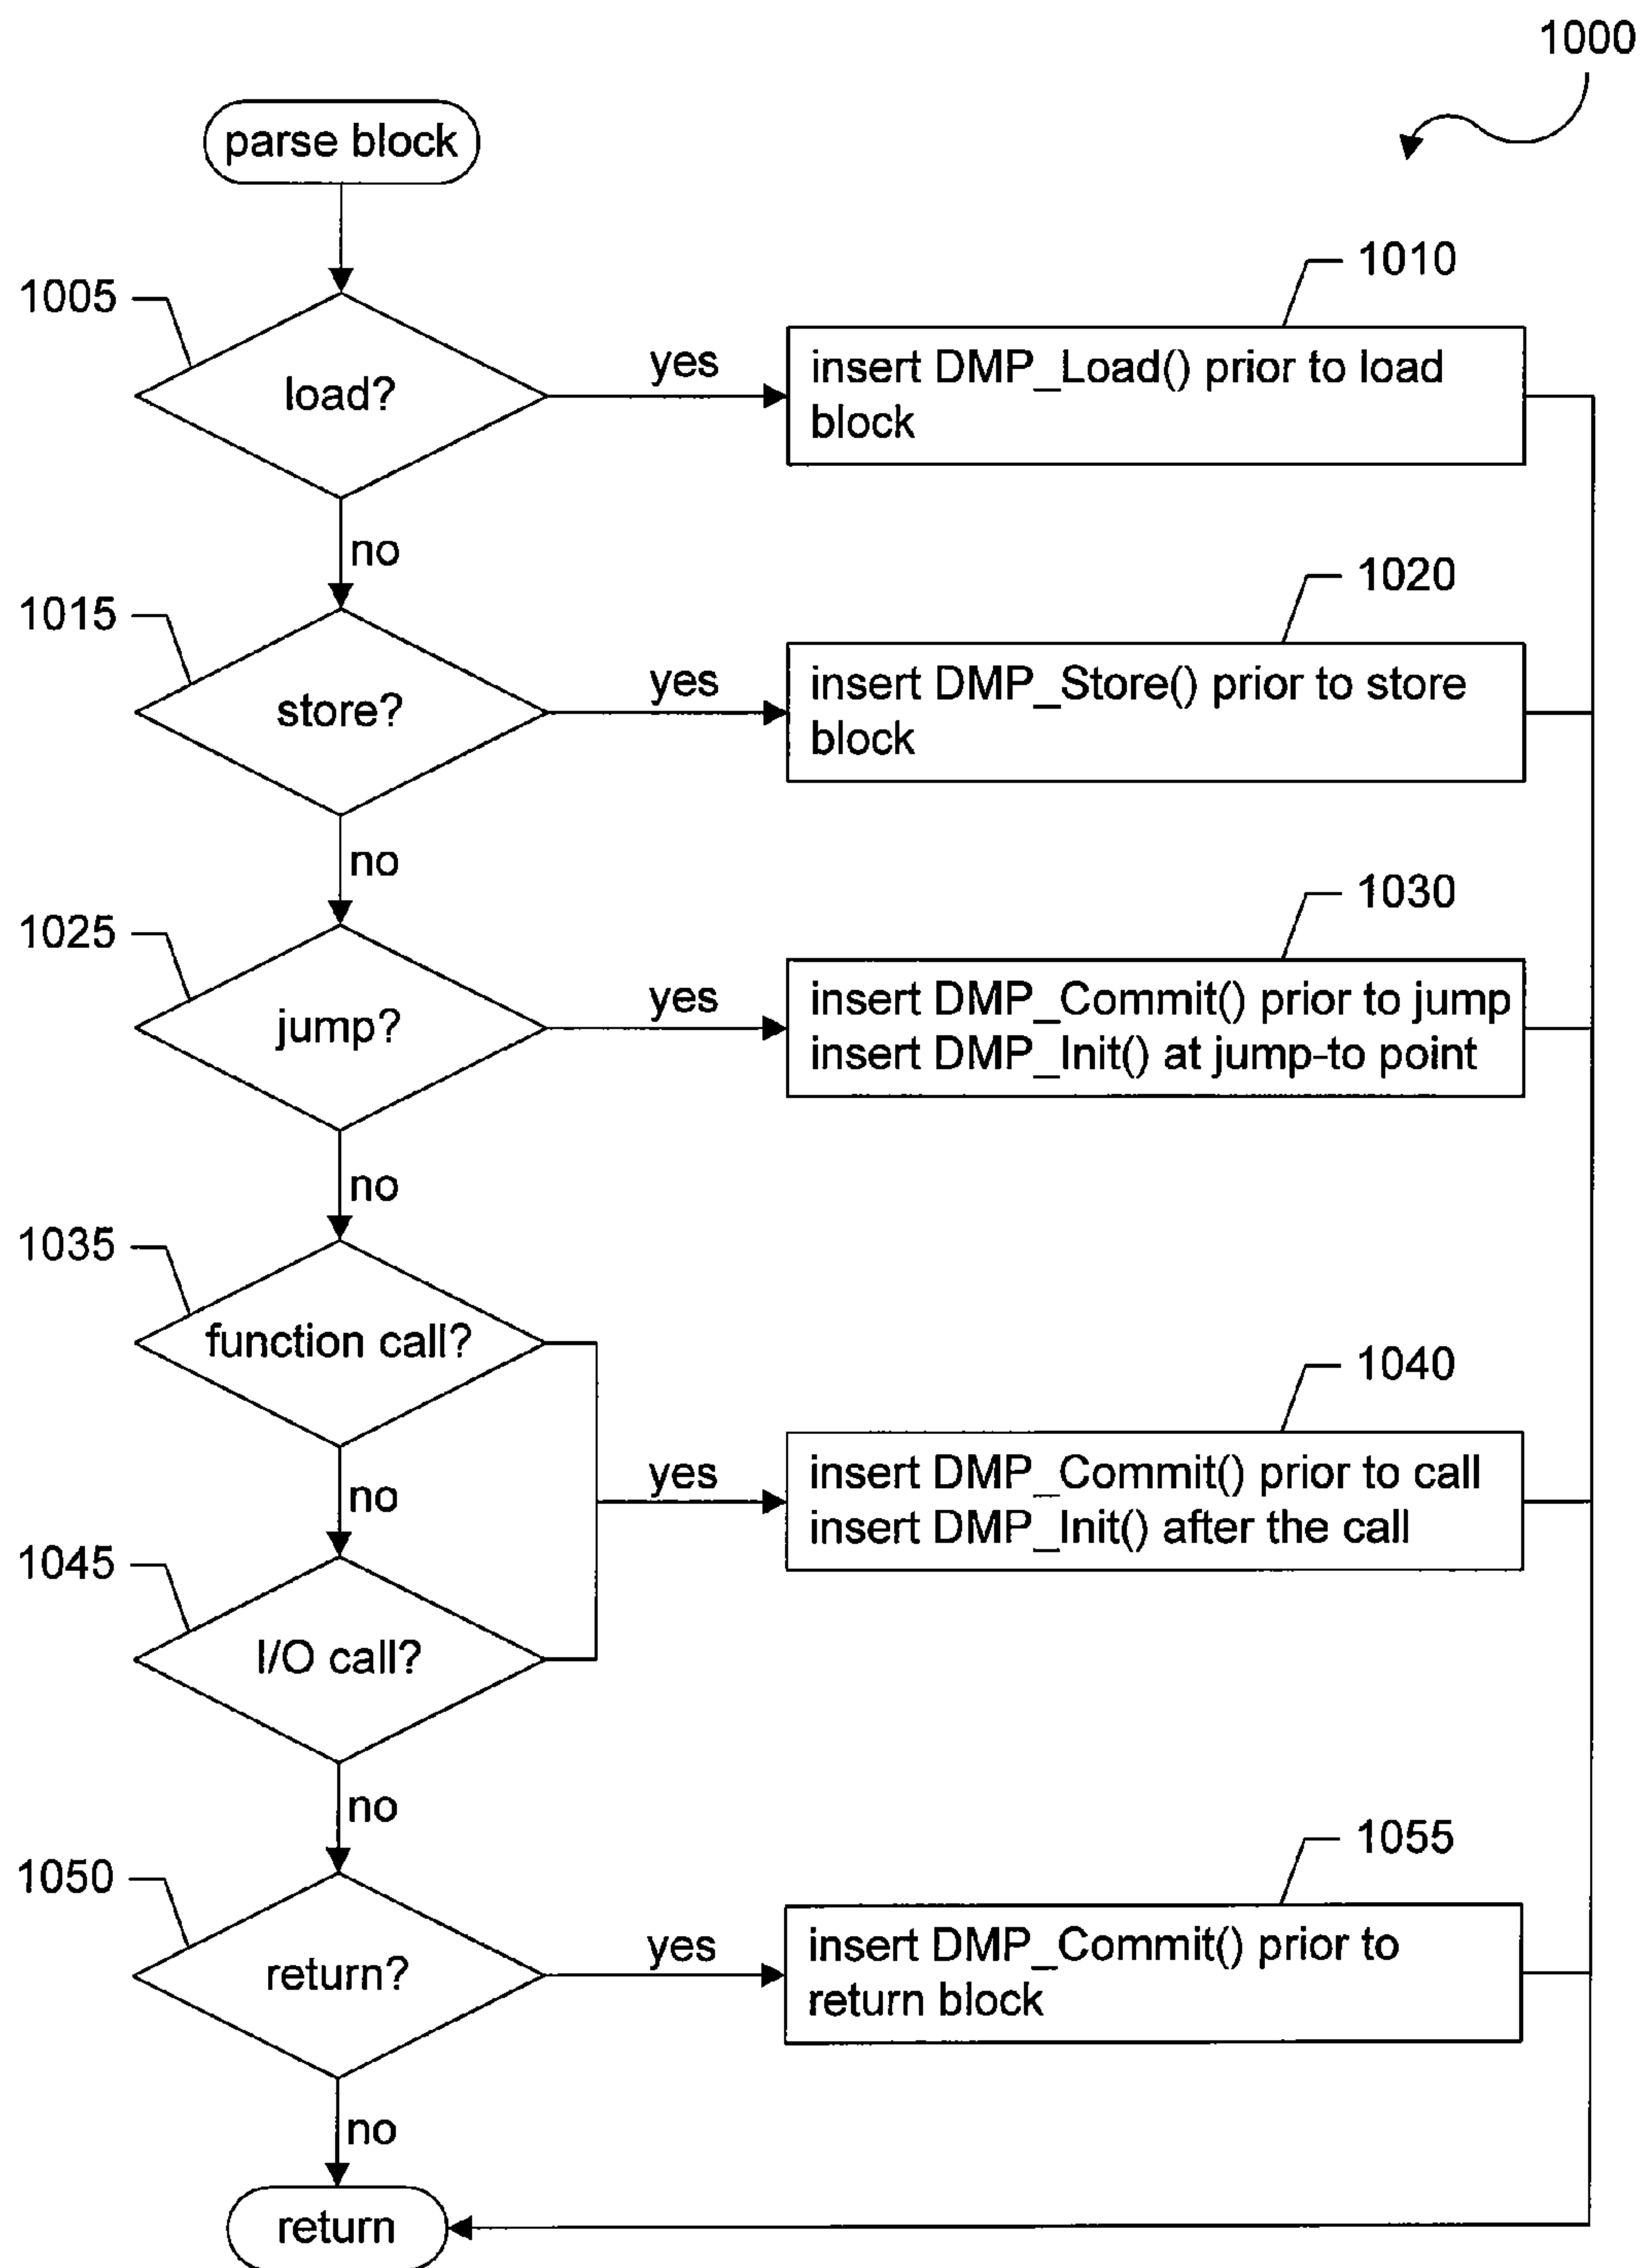 1000
parse block
1005
load?
yes
1010
insert DMP_Load() prior to load
block
no
1015
store?
yes
1020
insert DMP_Store() prior to store
block
no
1025
jump?
yes
1030
insert DMP_Commit() prior to jump
insert DMP_Init() at jump-to point
no
1035
function call?
no
yes
1040
insert DMP_Commit() prior to call
insert DMP_Init() after the call
1045
I/O call?
no
1050
return?
yes
1055
insert DMP_Commit() prior to
return block
no
return